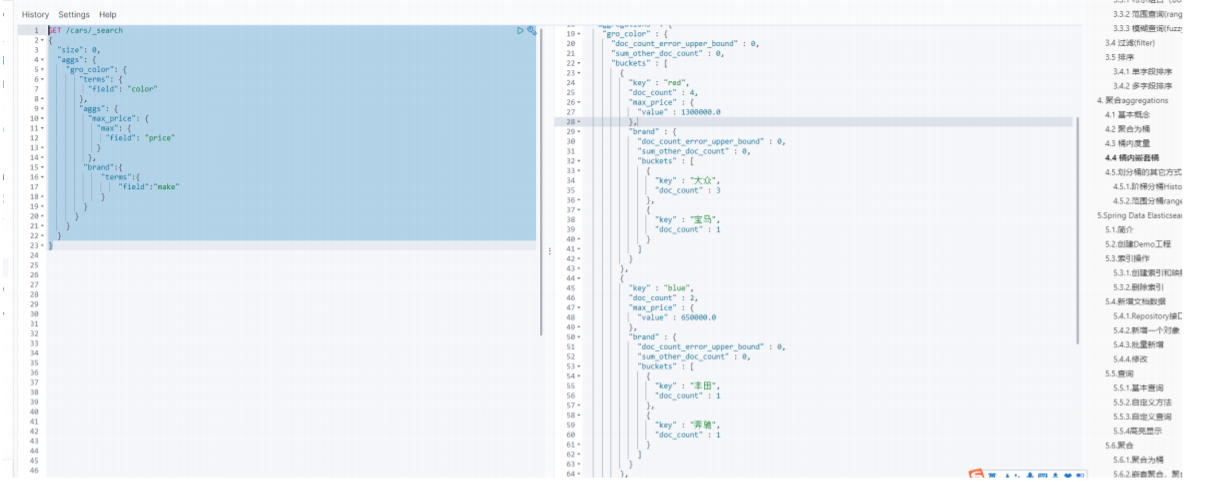 History Settings Help
1 GET /cars/_search
2 {
3 "size": 0,
4 "aggs": {
5 "gro_color": {
6 "terms": {
7 "field": "color"
8 },
9 "aggs": {
10 "max_price": {
11 "max": {
12 "field": "price"
13 }
14 },
15 "brand":{
16 "terms":{
17 "field":"make"
18 }
19 }
20 }
21 }
22 }
23 }
24
25
26
27
28
29
30
31
32
33
34
35
36
37
38
39
40
41
42
43
44
45
46
19 "gro_color" : {
20 "doc_count_error_upper_bound" : 0,
21 "sum_other_doc_count" : 0,
22 "buckets" : [
23 {
24 "key" : "red",
25 "doc_count" : 4,
26 "max_price" : {
27 "value" : 1300000.0
28 },
29 "brand" : {
30 "doc_count_error_upper_bound" : 0,
31 "sum_other_doc_count" : 0,
32 "buckets" : [
33 {
34 "key" : "大众",
35 "doc_count" : 3
36 },
37 {
38 "key" : "宝马",
39 "doc_count" : 1
40 }
41 ]
42 }
43 },
44 {
45 "key" : "blue",
46 "doc_count" : 2,
47 "max_price" : {
48 "value" : 650000.0
49 },
50 "brand" : {
51 "doc_count_error_upper_bound" : 0,
52 "sum_other_doc_count" : 0,
53 "buckets" : [
54 {
55 "key" : "丰田",
56 "doc_count" : 1
57 },
58 {
59 "key" : "奔驰",
60 "doc_count" : 1
61 }
62 ]
63 }
64 },
3.3.2 范围查询(rang
3.3.3 模糊查询(fuzz
3.4 过滤(filter)
3.5 排序
3.4.1 单字段排序
3.4.2 多字段排序
4. 聚合aggregations
4.1 基本概念
4.2 聚合为桶
4.3 桶内度量
4.4 桶内嵌套桶
4.5.划分桶的其它方式
4.5.1.阶梯分桶Histo
4.5.2.范围分桶range
5.Spring Data Elasticsear
5.1.简介
5.2.创建Demo工程
5.3.索引操作
5.3.1.创建索引和映
5.3.2.删除索引
5.4.新增文档数据
5.4.1.Repository接口
5.4.2.新增一个对象
5.4.3.批量新增
5.4.4.修改
5.5.查询
5.5.1.基本查询
5.5.2.自定义方法
5.5.3.自定义查询
5.5.4高亮显示
5.6.聚合
5.6.1.聚合为桶
5.6.2.嵌套聚合，